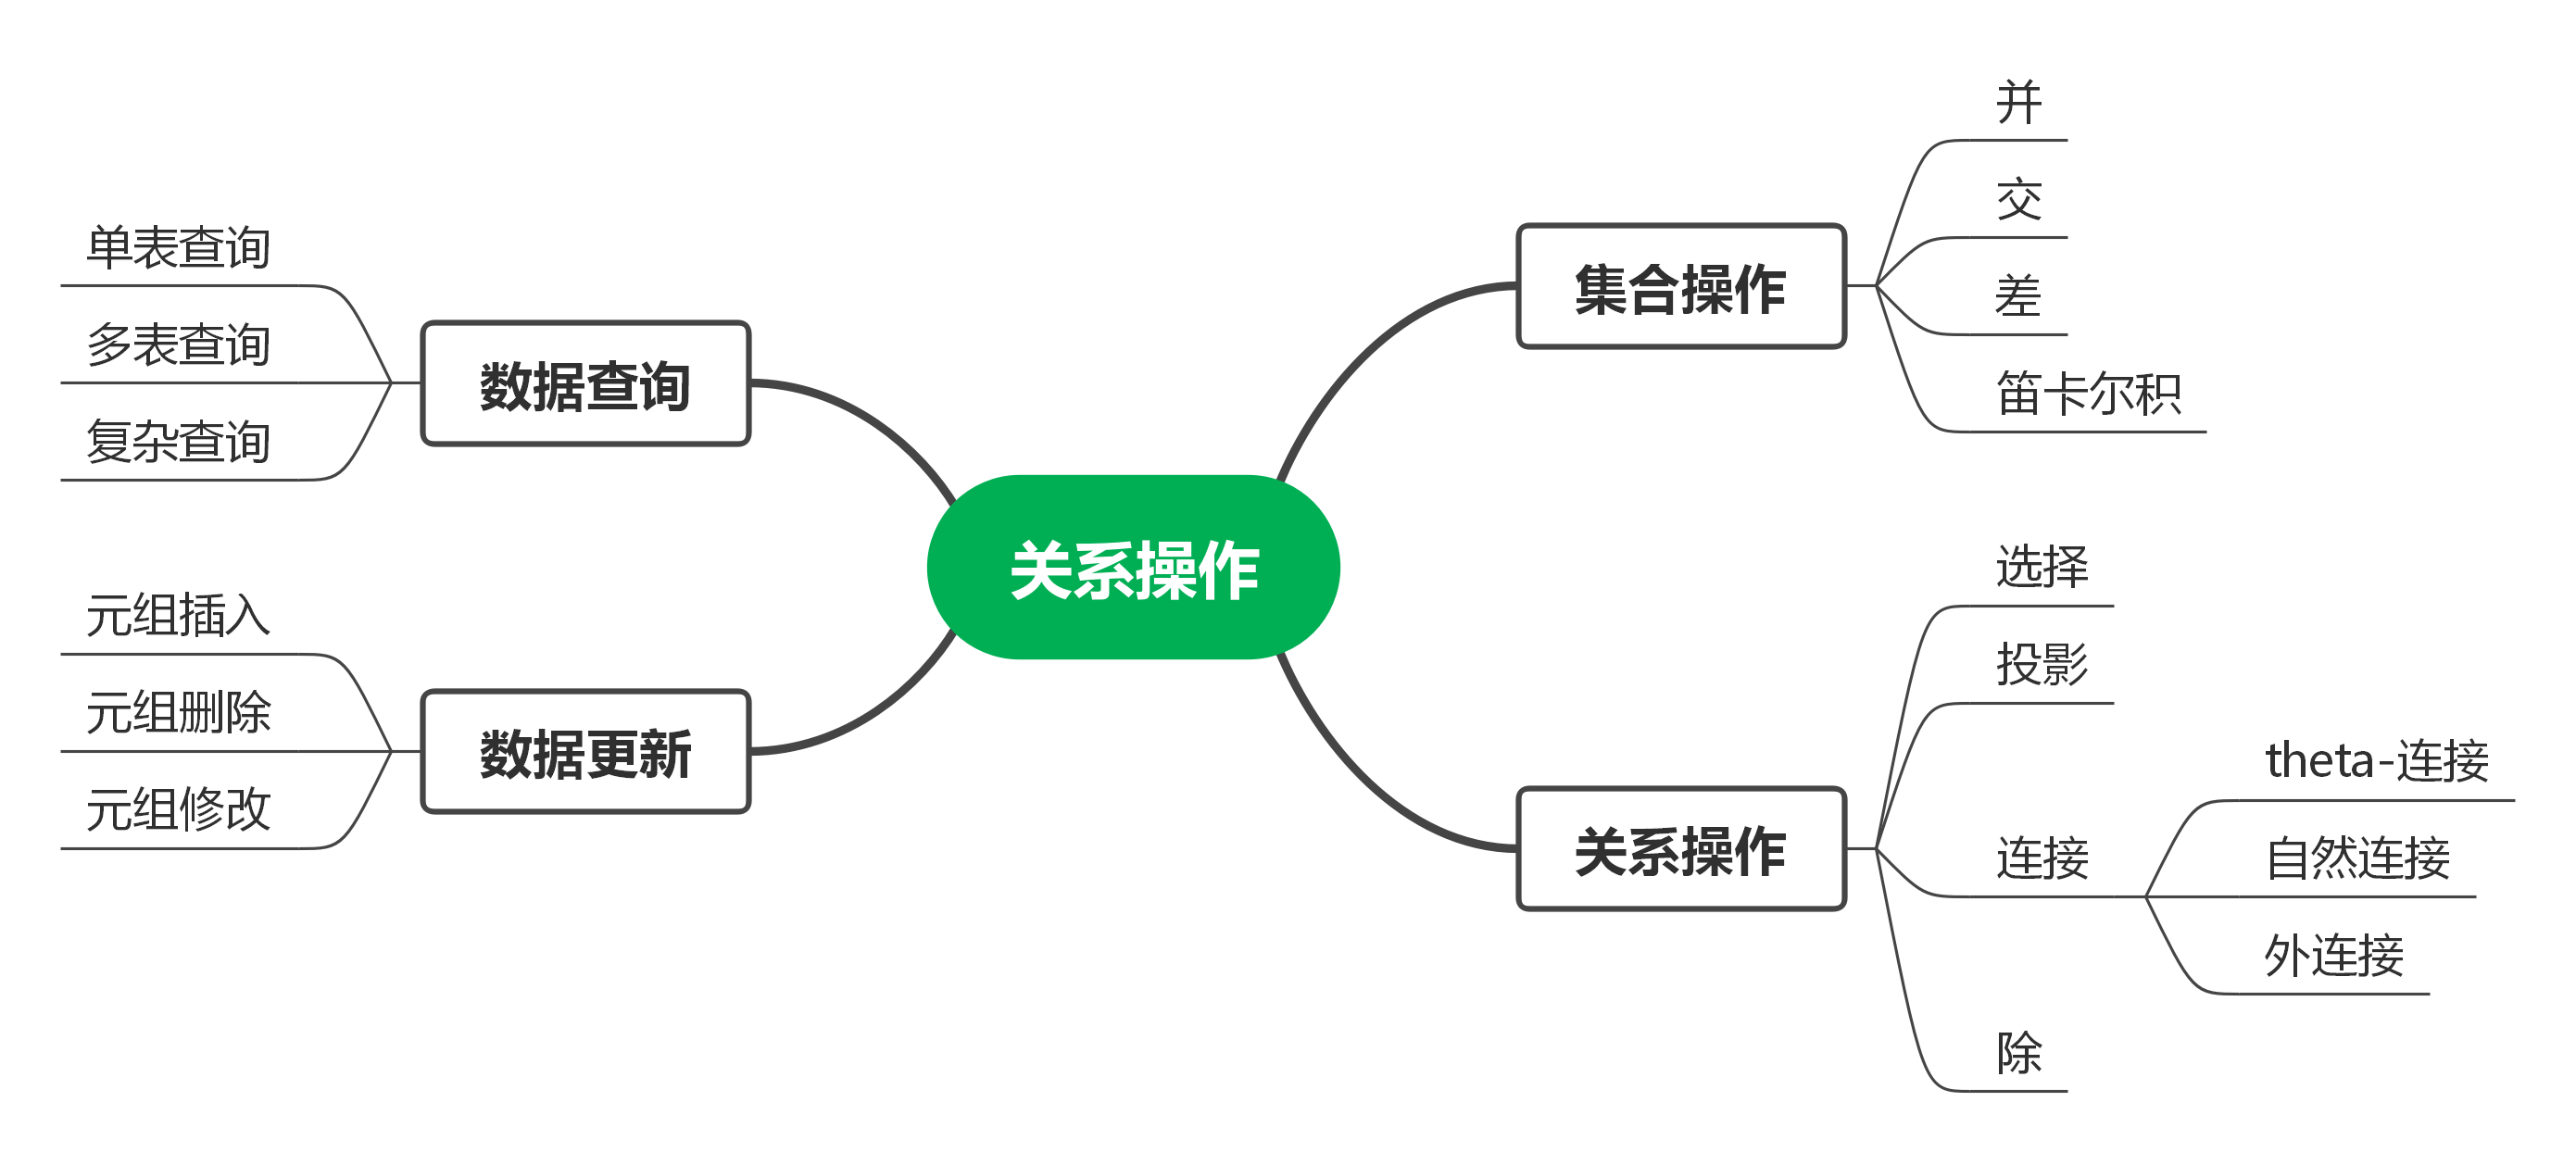 关系操作
集合操作
并
交
差
笛卡尔积
关系操作
选择
投影
连接
theta-连接
自然连接
外连接
除
数据查询
单表查询
多表查询
复杂查询
数据更新
元组插入
元组删除
元组修改